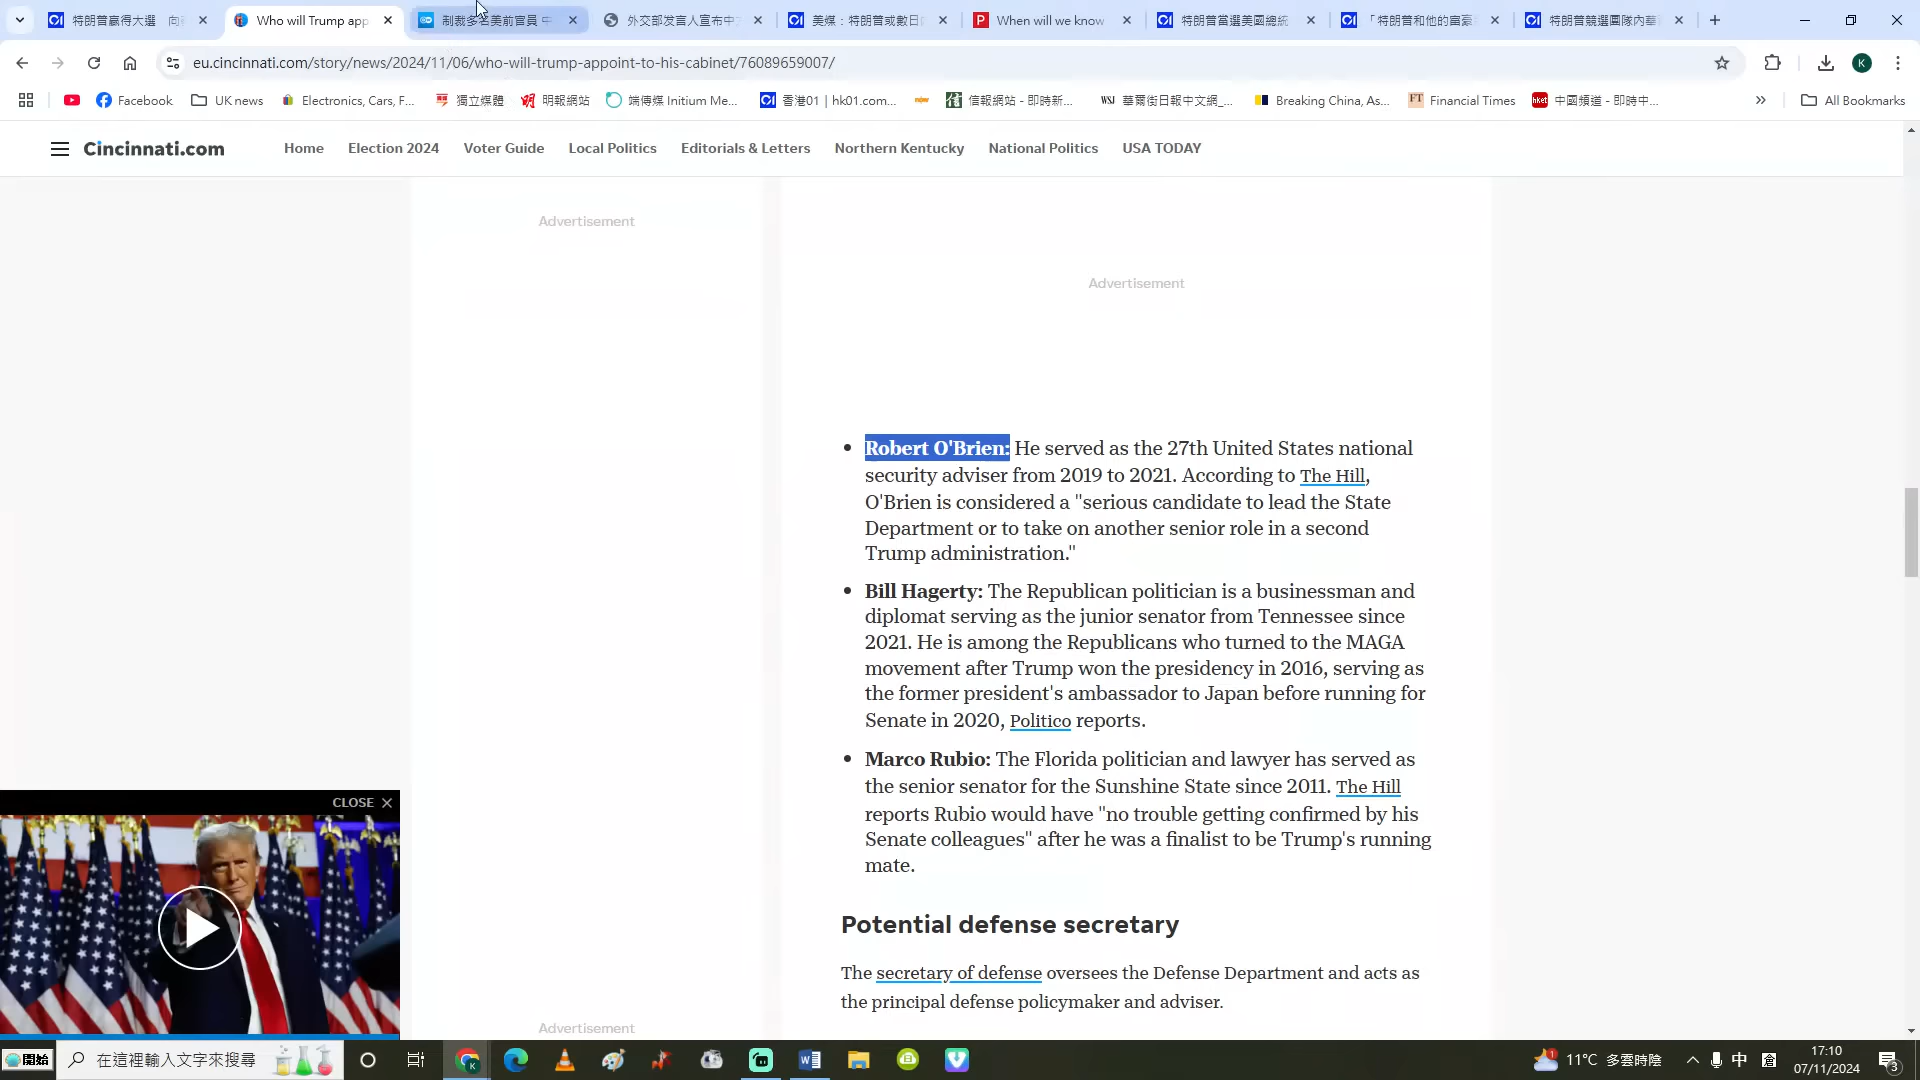 特朗普贏得大選 向
Who will Trump app
制裁多名美前官員 中
外交部发言人宣布中
美媒：特朗普或數日
When will we know
特朗普當選美國總統
「特朗普和他的富豪
特朗普競選團隊內華
eu.cincinnati.com/story/news/2024/11/06/who-will-trump-appoint-to-his-cabinet/76089659007/
K
Facebook
UK news
Electronics, Cars, F...
獨立媒體
明報網站
端傳媒 Initium Me...
香港01 | hk01.com...
信報網站 - 即時新...
WSJ 華爾街日報中文網_...
Breaking China, As...
FT Financial Times
hket 中國頻道 - 即時中...
All Bookmarks
Cincinnati.com
Home
Election 2024
Voter Guide
Local Politics
Editorials & Letters
Northern Kentucky
National Politics
USA TODAY
Advertisement
Advertisement
Robert O'Brien: He served as the 27th United States national
security adviser from 2019 to 2021. According to The Hill,
O'Brien is considered a "serious candidate to lead the State
Department or to take on another senior role in a second
Trump administration."
Bill Hagerty: The Republican politician is a businessman and
diplomat serving as the junior senator from Tennessee since
2021. He is among the Republicans who turned to the MAGA
movement after Trump won the presidency in 2016, serving as
the former president's ambassador to Japan before running for
Senate in 2020, Politico reports.
Marco Rubio: The Florida politician and lawyer has served as
the senior senator for the Sunshine State since 2011. The Hill
reports Rubio would have "no trouble getting confirmed by his
Senate colleagues" after he was a finalist to be Trump's running
mate.
Potential defense secretary
The secretary of defense oversees the Defense Department and acts as
the principal defense policymaker and adviser.
CLOSE
Advertisement
開始
在這裡輸入文字來搜尋
11°C 多雲時陰
中
倉
17:10
07/11/2024
3